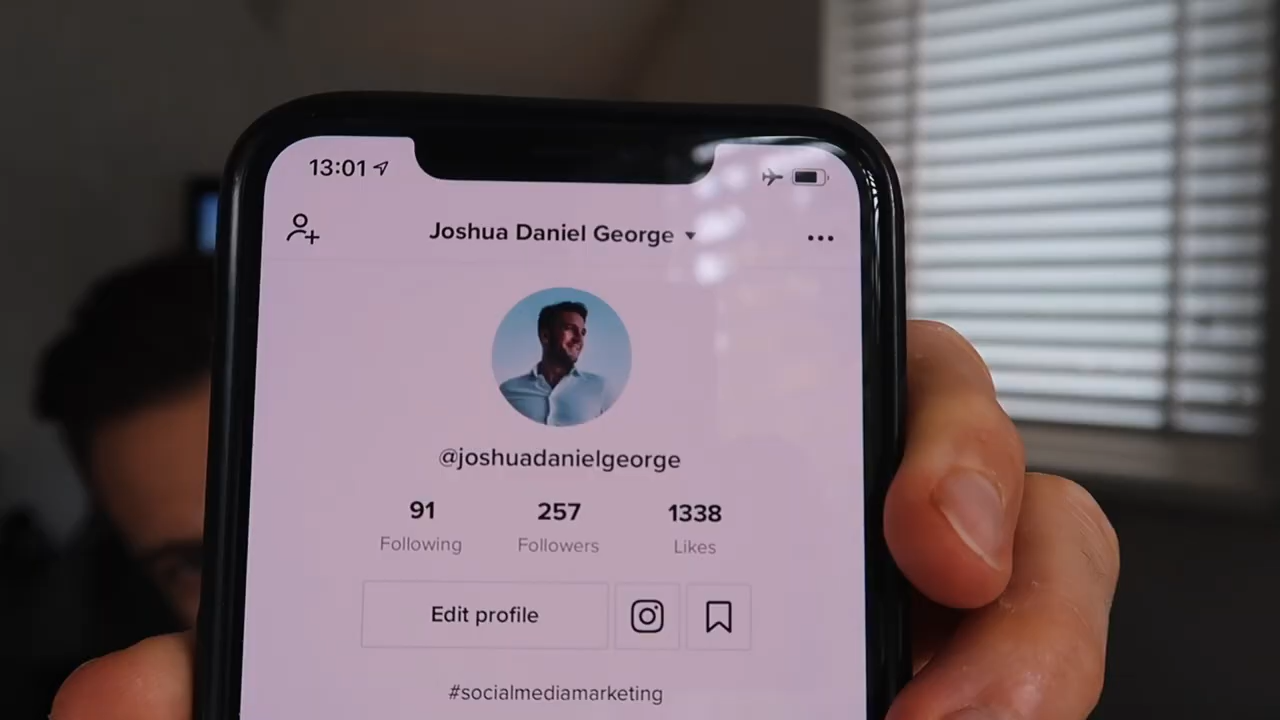 13:01
Joshua Daniel George
@joshuadanielgeorge
91 257 1338
Following Followers Likes
Edit profile
#socialmediamarketing